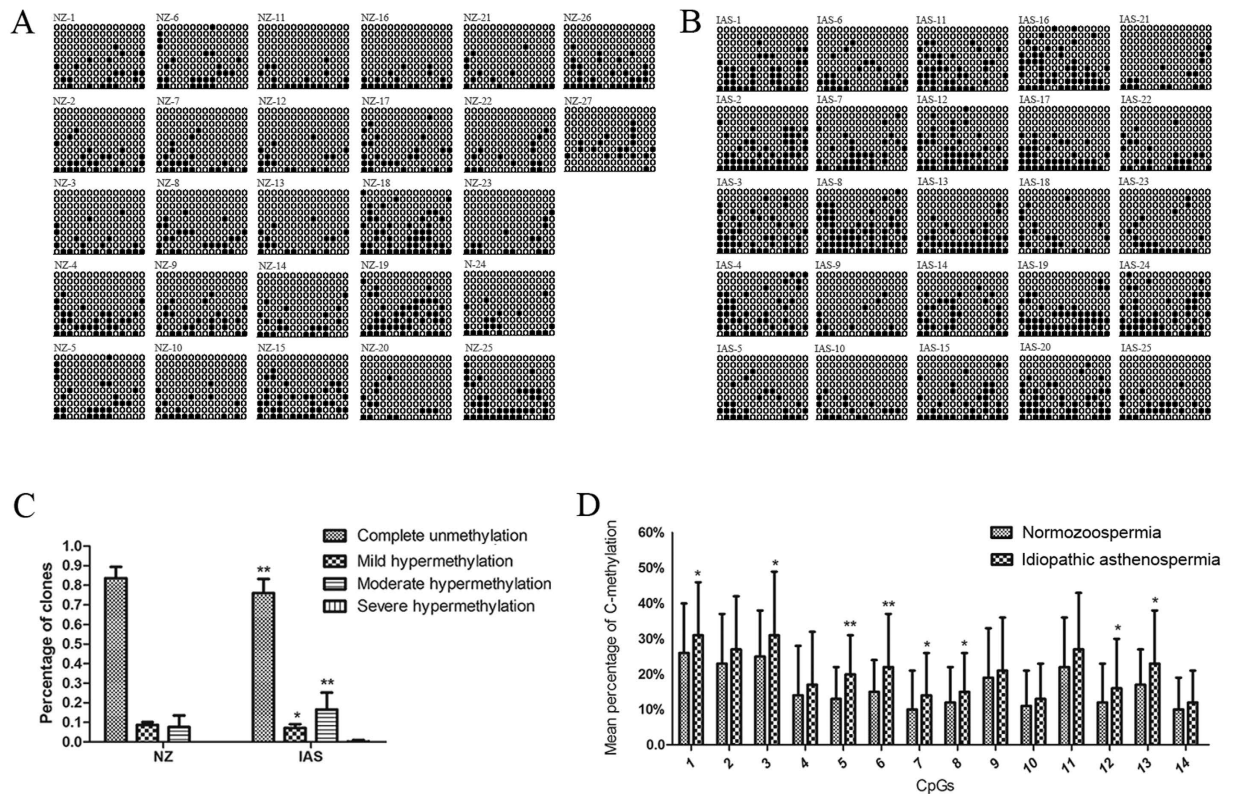 A
NZ-1 NZ-6 NZ-11 NZ-16 NZ-21 NZ-26
NZ-2 NZ-7 NZ-12 NZ-17 NZ-22 NZ-27
NZ-3 NZ-8 NZ-13 NZ-18 NZ-23
NZ-4 NZ-9 NZ-14 NZ-19 N-24
NZ-5 NZ-10 NZ-15 NZ-20 NZ-25
B
IAS-1 IAS-6 IAS-11 IAS-16 IAS-21
IAS-2 IAS-7 IAS-12 IAS-17 IAS-22
IAS-3 IAS-8 IAS-13 IAS-18 IAS-23
IAS-4 IAS-9 IAS-14 IAS-19 IAS-24
IAS-5 IAS-10 IAS-15 IAS-20 IAS-25
C
Percentage of clones
1.0
0.9
0.8
0.7
0.6
0.5
0.4
0.3
0.2
0.1
0.0
NZ IAS
** * **
Complete unmethylation
Mild hypermethylation
Moderate hypermethylation
Severe hypermethylation
D
Mean percentage of C-methylation
60%
50%
40%
30%
20%
10%
0.0
* * ** ** * * * *
1 2 3 4 5 6 7 8 9 10 11 12 13 14
CpGs
Normozoospermia
Idiopathic asthenospermia